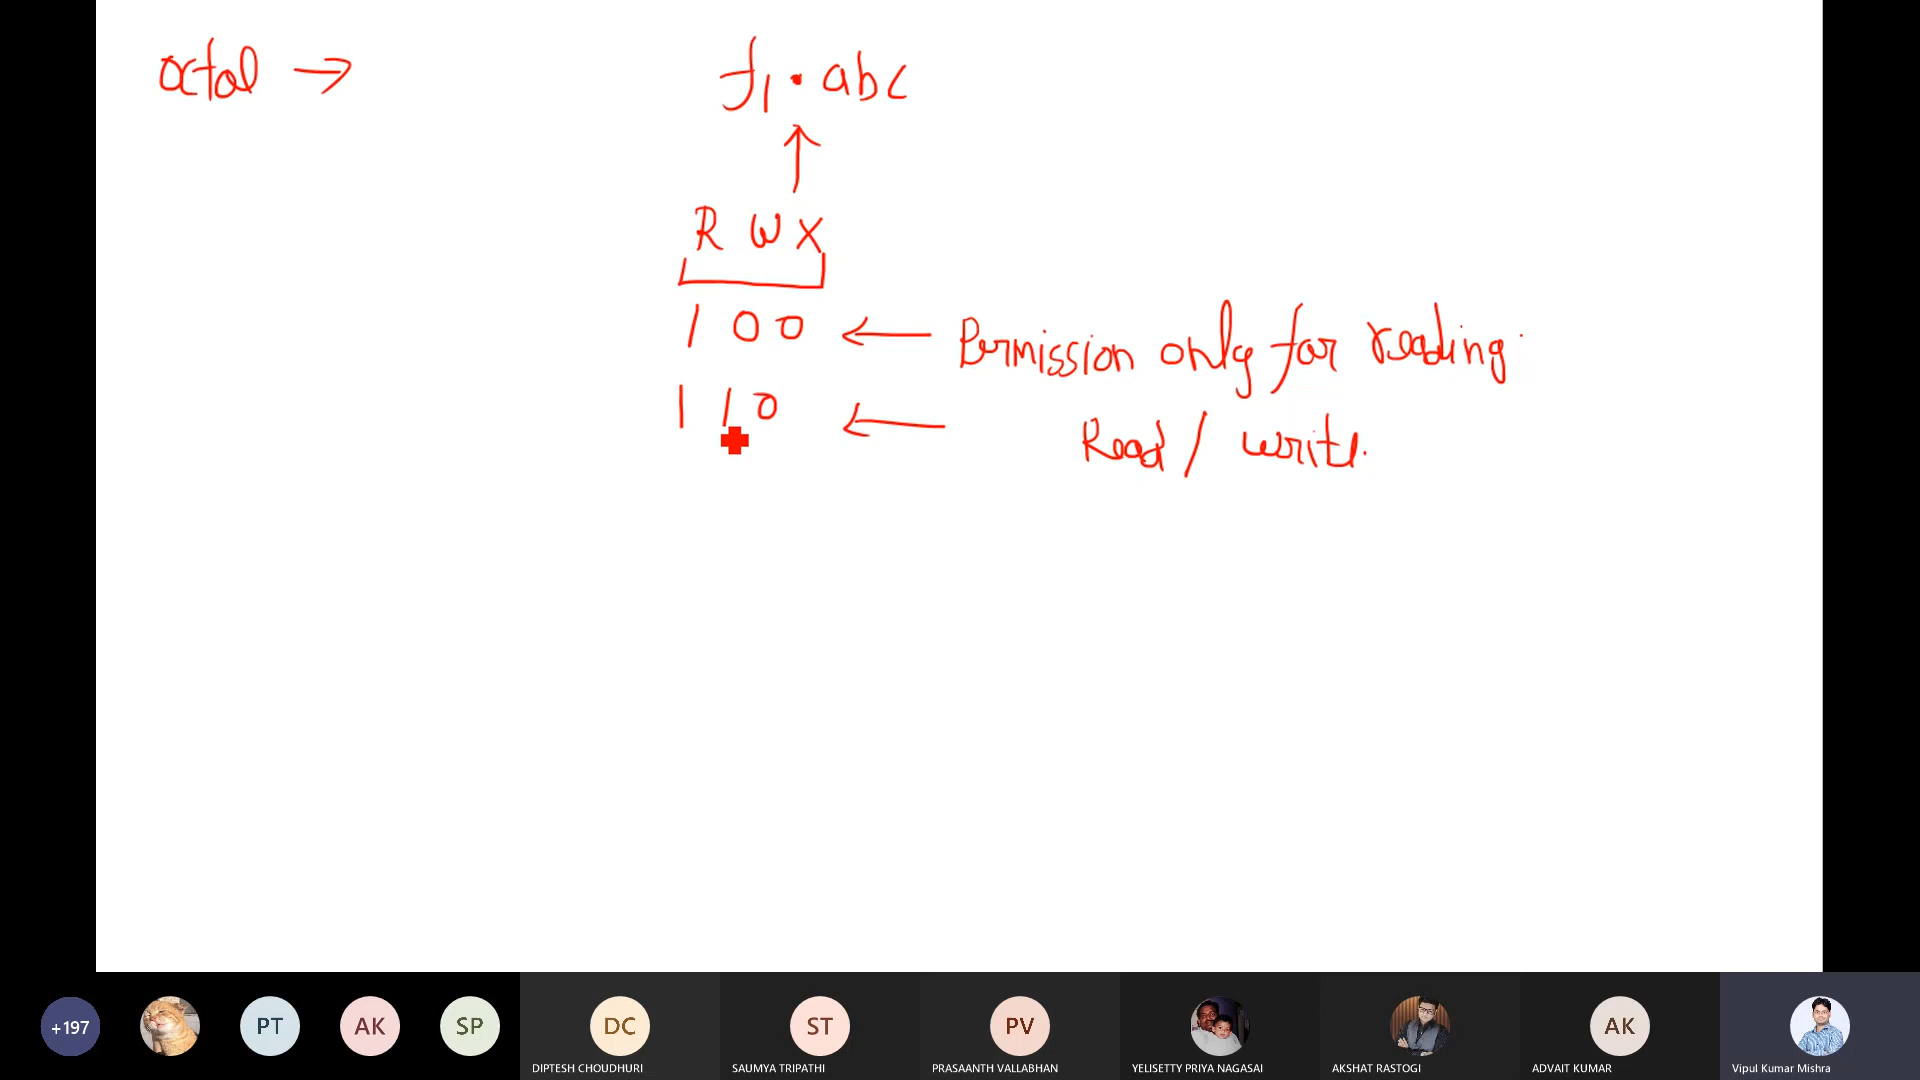 octal →
f1.abc
↑
R W X
1 0 0 ← Permission only for reading.
1 1 0 ← Read / write.
+197
PT
AK
SP
DC
ST
PV
AK
DIPTESH CHOUDHURI
SAUMYA TRIPATHI
PRASAANTH VALLABHAN
YELISETTY PRIYA NAGASAI
AKSHAT RASTOGI
ADVAIT KUMAR
Vipul Kumar Mishra